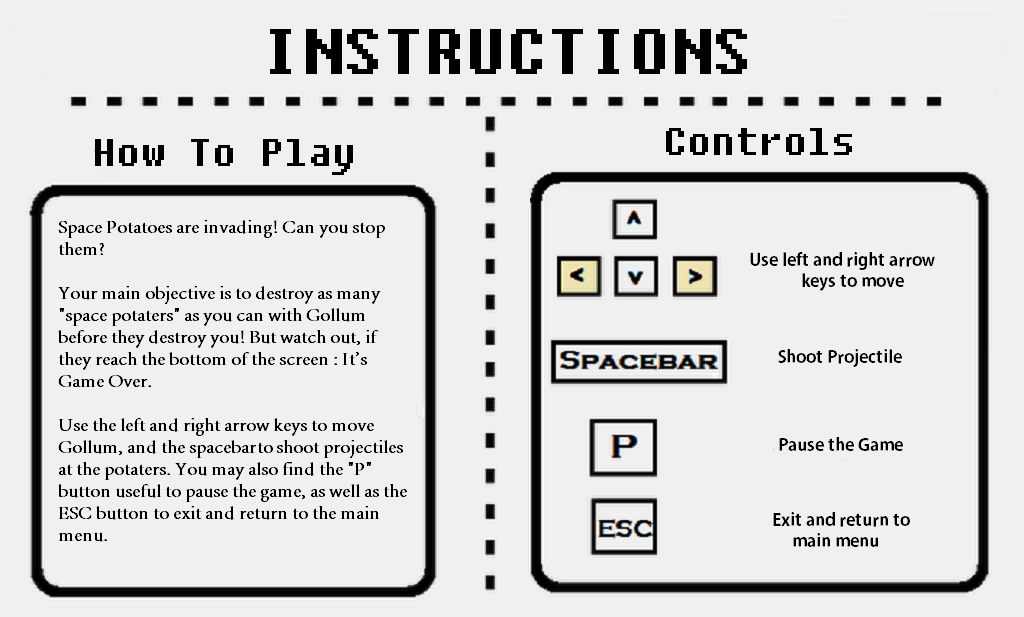 INSTRUCTIONS
How To Play
Space Potatoes are invading! Can you stop
them?
Your main objective is to destroy as many
"space potaters" as you can with Gollum
before they destroy you! But watch out, if
they reach the bottom of the screen : It's
Game Over.
Use the left and right arrow keys to move
Gollum, and the spacebar to shoot projectiles
at the potaters. You may also find the "P"
button useful to pause the game, as well as the
ESC button to exit and return to the main
menu.
Controls
^
< v >
Use left and right arrow
keys to move
SPACEBAR
Shoot Projectile
P
Pause the Game
ESC
Exit and return to
main menu